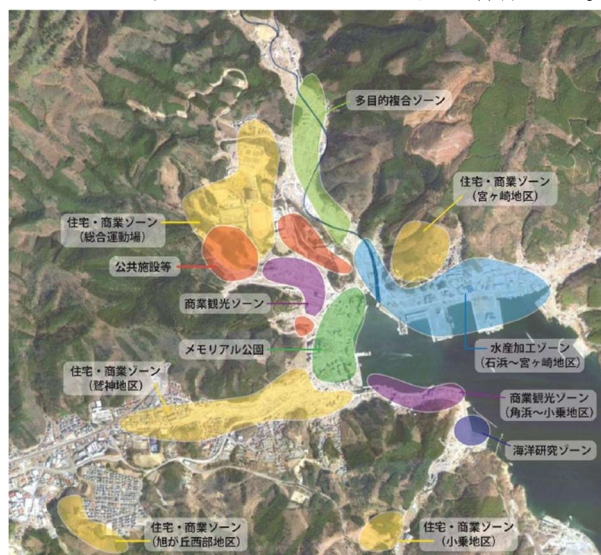 多目的複合ゾーン
住宅・商業ゾーン
(宮ヶ崎地区)
住宅・商業ゾーン
(総合運動場)
公共施設等
商業観光ゾーン
メモリアル公園
水産加工ゾーン
(石浜～宮ヶ崎地区)
住宅・商業ゾーン
(鷲神地区)
商業観光ゾーン
(角浜～小乗地区)
海洋研究ゾーン
住宅・商業ゾーン
(旭が丘西部地区)
住宅・商業ゾーン
(小乗地区)